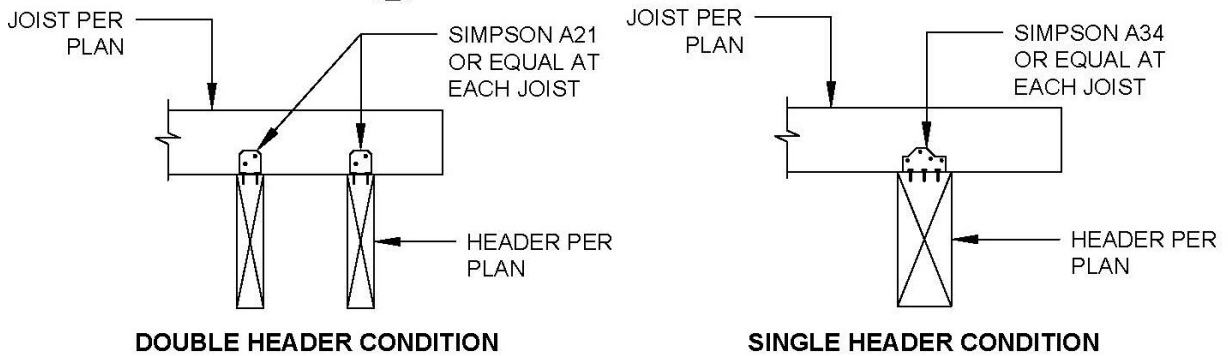 JOIST PER
PLAN
SIMPSON A21
OR EQUAL AT
EACH JOIST
HEADER PER
PLAN
DOUBLE HEADER CONDITION
JOIST PER
PLAN
SIMPSON A34
OR EQUAL AT
EACH JOIST
HEADER PER
PLAN
SINGLE HEADER CONDITION